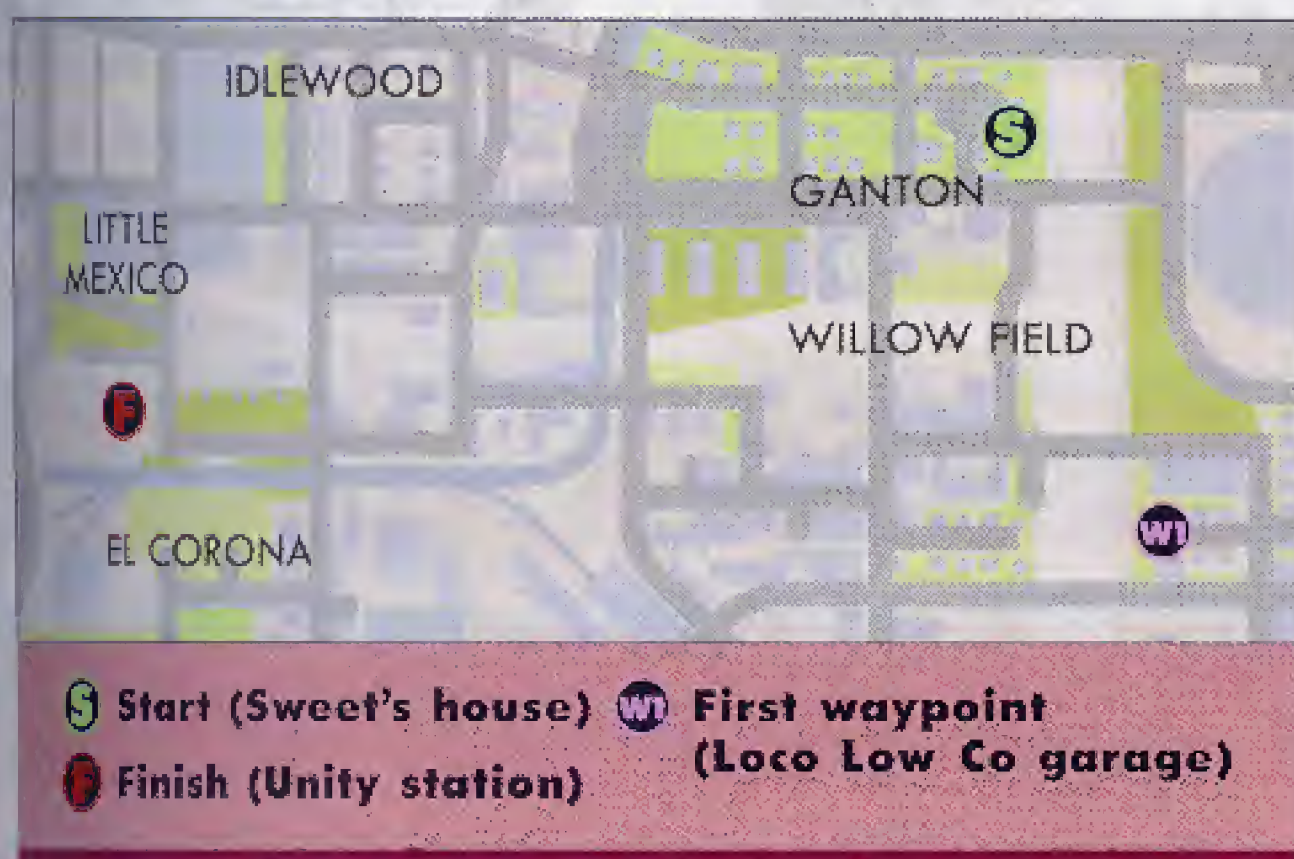 IDLEWOOD
S
GANTON
LITTLE
MEXICO
WILLOW FIELD
F
W1
EL CORONA
S Start (Sweet's house)
F Finish (Unity station)
W1 First waypoint
(Loco Low Co garage)